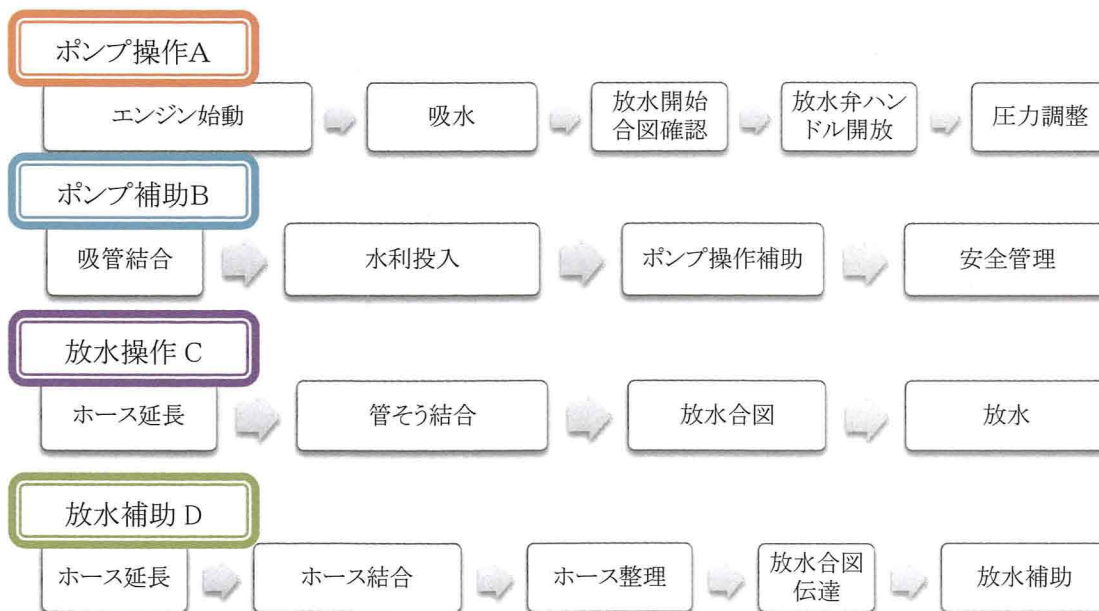 ポンプ操作A
エンジン始動
吸水
放水開始
合図確認
放水弁ハン
ドル開放
圧力調整
ポンプ補助B
吸管結合
水利投入
ポンプ操作補助
安全管理
放水操作 C
ホース延長
管そう結合
放水合図
放水
放水補助 D
ホース延長
ホース結合
ホース整理
放水合図
伝達
放水補助